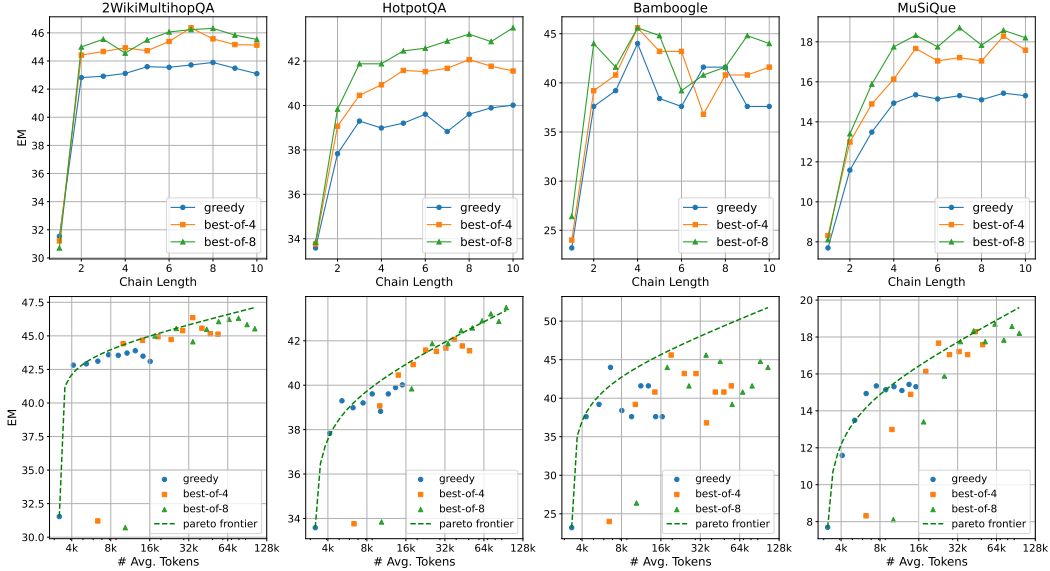 2WikiMultihopQA
HotpotQA
Bamboogle
MuSiQue
EM
46
44
42
40
38
36
34
32
30
2
4
6
8
10
Chain Length
greedy
best-of-4
best-of-8
42
40
38
36
34
2
4
6
8
10
Chain Length
greedy
best-of-4
best-of-8
45
40
35
30
25
2
4
6
8
10
Chain Length
greedy
best-of-4
best-of-8
18
16
14
12
10
8
2
4
6
8
10
Chain Length
greedy
best-of-4
best-of-8
EM
47.5
45.0
42.5
40.0
37.5
35.0
32.5
30.0
4k
8k
16k
32k
64k
128k
# Avg. Tokens
greedy
best-of-4
best-of-8
pareto frontier
42
40
38
36
34
4k
8k
16k
32k
64k
128k
# Avg. Tokens
greedy
best-of-4
best-of-8
pareto frontier
50
45
40
35
30
25
4k
8k
16k
32k
64k
128k
# Avg. Tokens
greedy
best-of-4
best-of-8
pareto frontier
20
18
16
14
12
10
8
4k
8k
16k
32k
64k
128k
# Avg. Tokens
greedy
best-of-4
best-of-8
pareto frontier